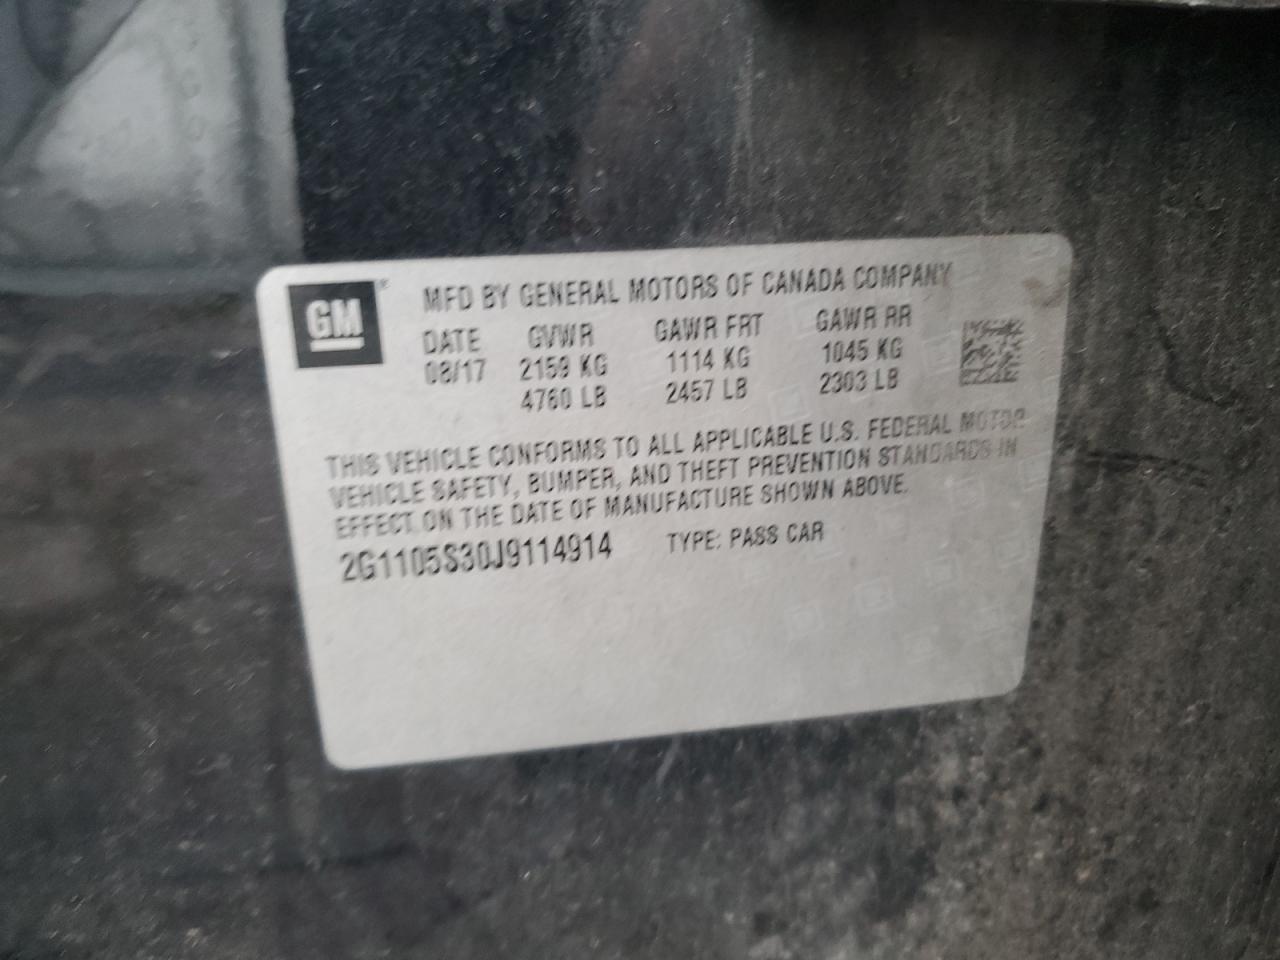 GM®
MFD BY GENERAL MOTORS OF CANADA COMPANY
DATE GVWR GAWR FRT GAWR RR
08/17 2159 KG 1114 KG 1045 KG
4760 LB 2457 LB 2303 LB
THIS VEHICLE CONFORMS TO ALL APPLICABLE U.S. FEDERAL MOTOR
VEHICLE SAFETY, BUMPER, AND THEFT PREVENTION STANDARDS IN
EFFECT ON THE DATE OF MANUFACTURE SHOWN ABOVE.
2G1105S30J9114914 TYPE: PASS CAR